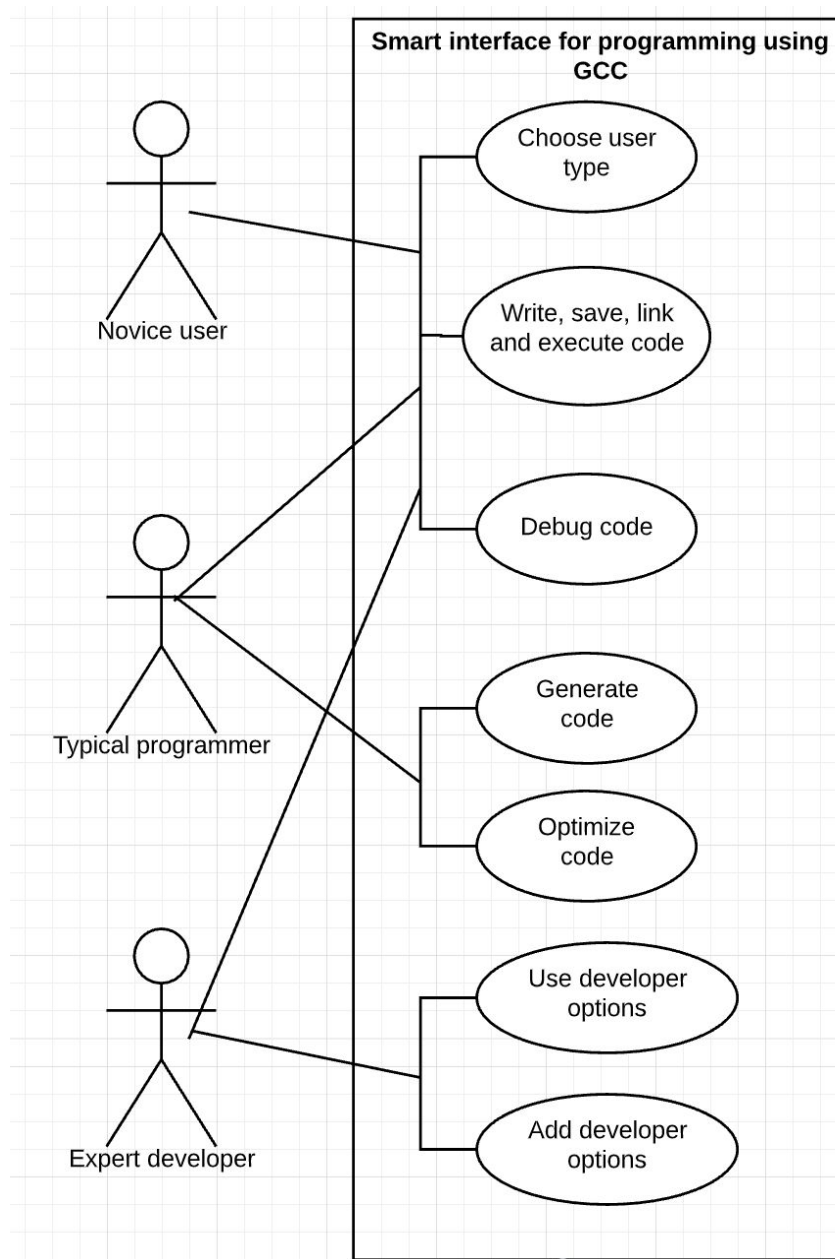 Smart interface for programming using
GCC
Choose user
type
Novice user
Write, save, link
and execute code
Debug code
Typical programmer
Generate
code
Optimize
code
Use developer
options
Expert developer
Add developer
options